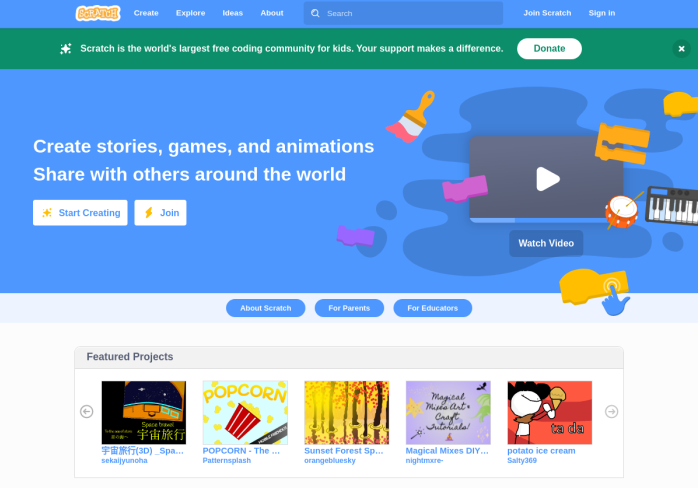 SCRATCH
Create
Explore
Ideas
About
Search
Join Scratch
Sign in
Scratch is the world's largest free coding community for kids. Your support makes a difference.
Donate
Create stories, games, and animations
Share with others around the world
Start Creating
Join
Watch Video
About Scratch
For Parents
For Educators
Featured Projects
Space travel
宇宙旅行
POPCORN
Magical
Mixes Art &
Craft
Tutorials!
ta da
宇宙旅行(3D) _Spa…
POPCORN - The …
Sunset Forest Sp…
Magical Mixes DIY…
potato ice cream
sekaijyunoha
Patternsplash
orangebluesky
nightmxre-
Salty369